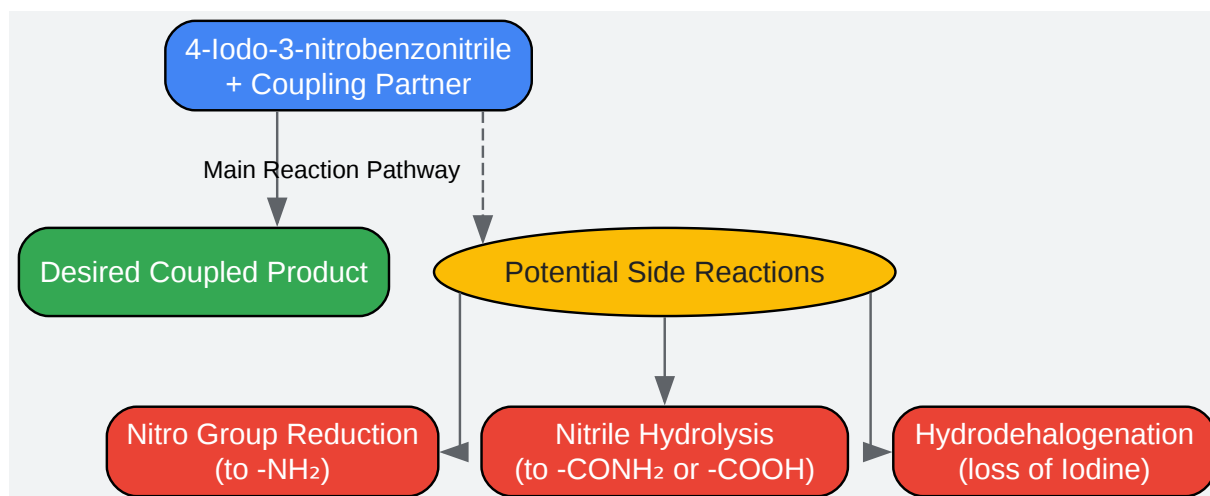 4-Iodo-3-nitrobenzonitrile
+ Coupling Partner
Main Reaction Pathway
Desired Coupled Product
Potential Side Reactions
Nitro Group Reduction
(to -NH₂)
Nitrile Hydrolysis
(to -CONH₂ or -COOH)
Hydrodehalogenation
(loss of Iodine)